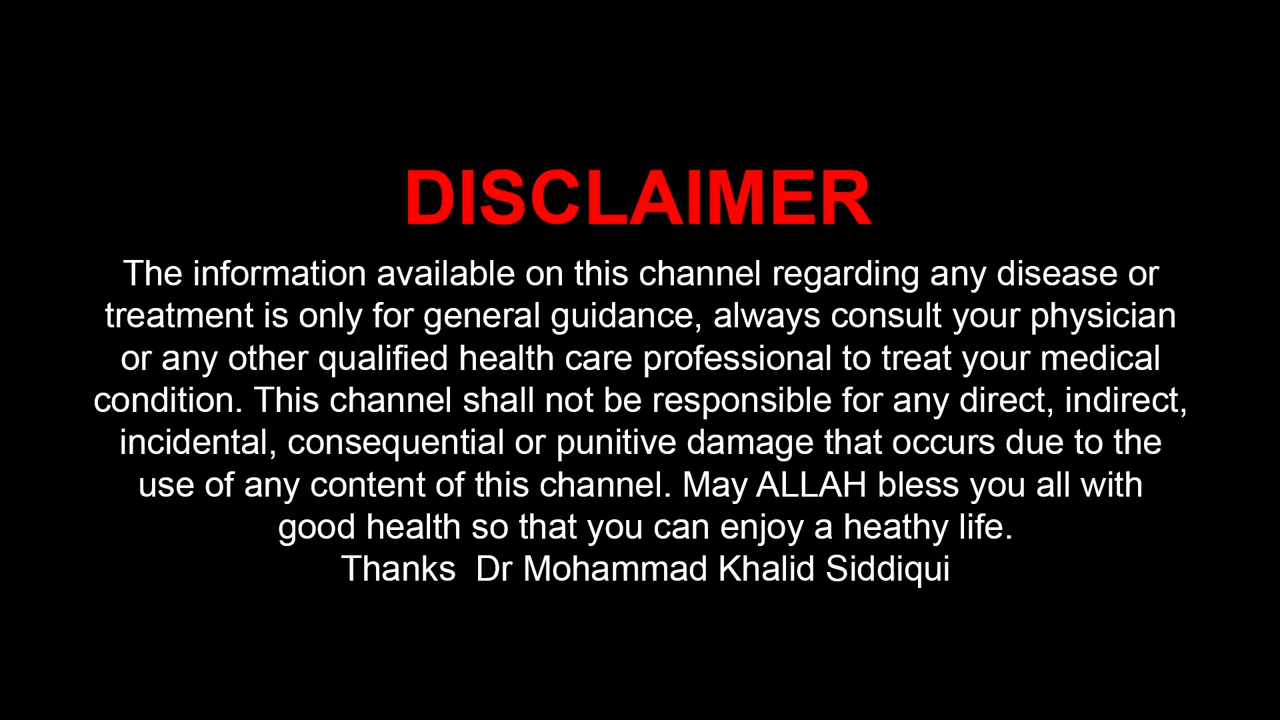 DISCLAIMER
The information available on this channel regarding any disease or
treatment is only for general guidance, always consult your physician
or any other qualified health care professional to treat your medical
condition. This channel shall not be responsible for any direct, indirect,
incidental, consequential or punitive damage that occurs due to the
use of any content of this channel. May ALLAH bless you all with
good health so that you can enjoy a heathy life.
Thanks  Dr Mohammad Khalid Siddiqui